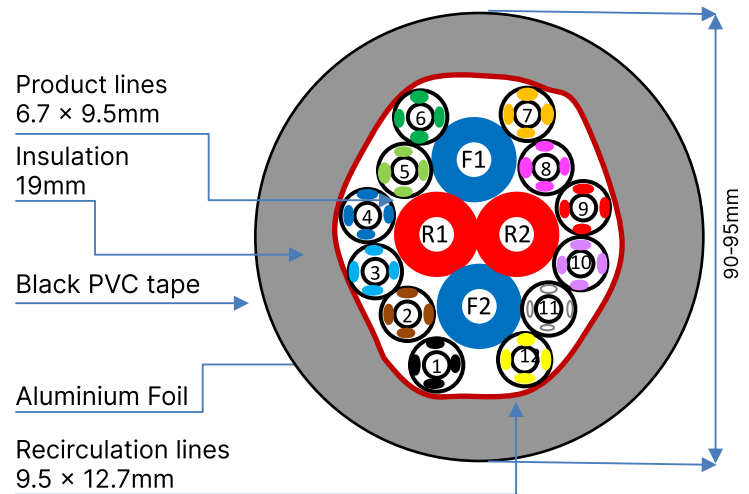 Product lines
6.7 × 9.5mm
Insulation
19mm
Black PVC tape
Aluminium Foil
Recirculation lines
9.5 × 12.7mm
6
7
F1
5
8
4
9
R1
R2
3
10
2
F2
11
1
12
90-95mm